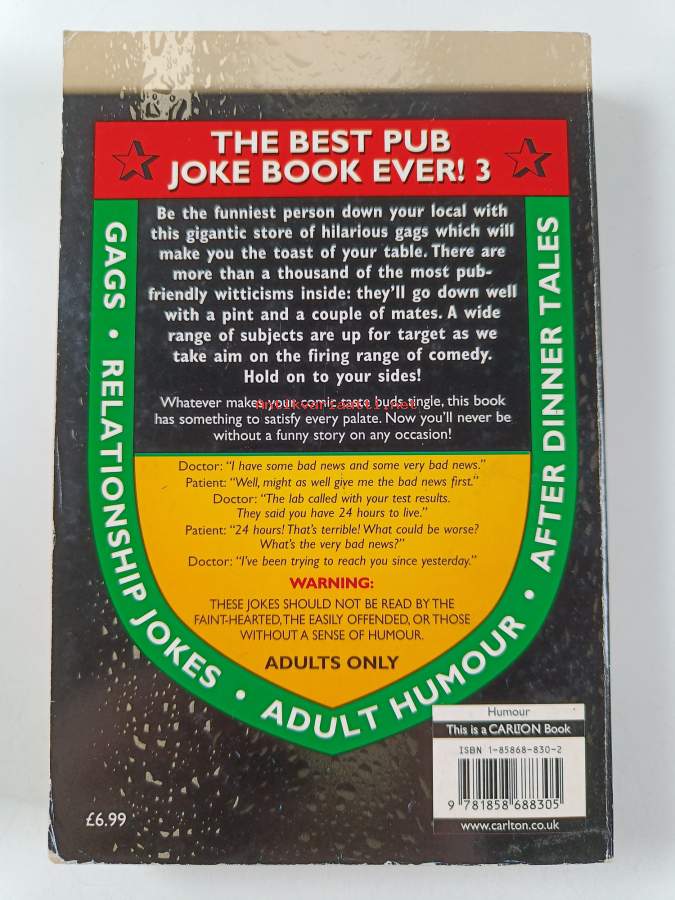 THE BEST PUB
JOKE BOOK EVER! 3
GAGS • RELATIONSHIP JOKES • ADULT HUMOUR • AFTER DINNER TALES
Be the funniest person down your local with
this gigantic store of hilarious gags which will
make you the toast of your table. There are
more than a thousand of the most pub-
friendly witticisms inside: they'll go down well
with a pint and a couple of mates. A wide
range of subjects are up for target as we
take aim on the firing range of comedy.
Hold on to your sides!
Whatever makes your comic taste buds tingle, this book
has something to satisfy every palate. Now you'll never be
without a funny story on any occasion!
Antikvariaatti.net
Doctor: "I have some bad news and some very bad news."
Patient: "Well, might as well give me the bad news first."
Doctor: "The lab called with your test results.
They said you have 24 hours to live."
Patient: "24 hours! That's terrible! What could be worse?
What's the very bad news?"
Doctor: "I've been trying to reach you since yesterday."
WARNING:
THESE JOKES SHOULD NOT BE READ BY THE
FAINT-HEARTED, THE EASILY OFFENDED, OR THOSE
WITHOUT A SENSE OF HUMOUR.
ADULTS ONLY
£6.99
Humour
This is a CARLTON Book
ISBN 1-85868-830-2
9 781858 688305
www.carlton.co.uk